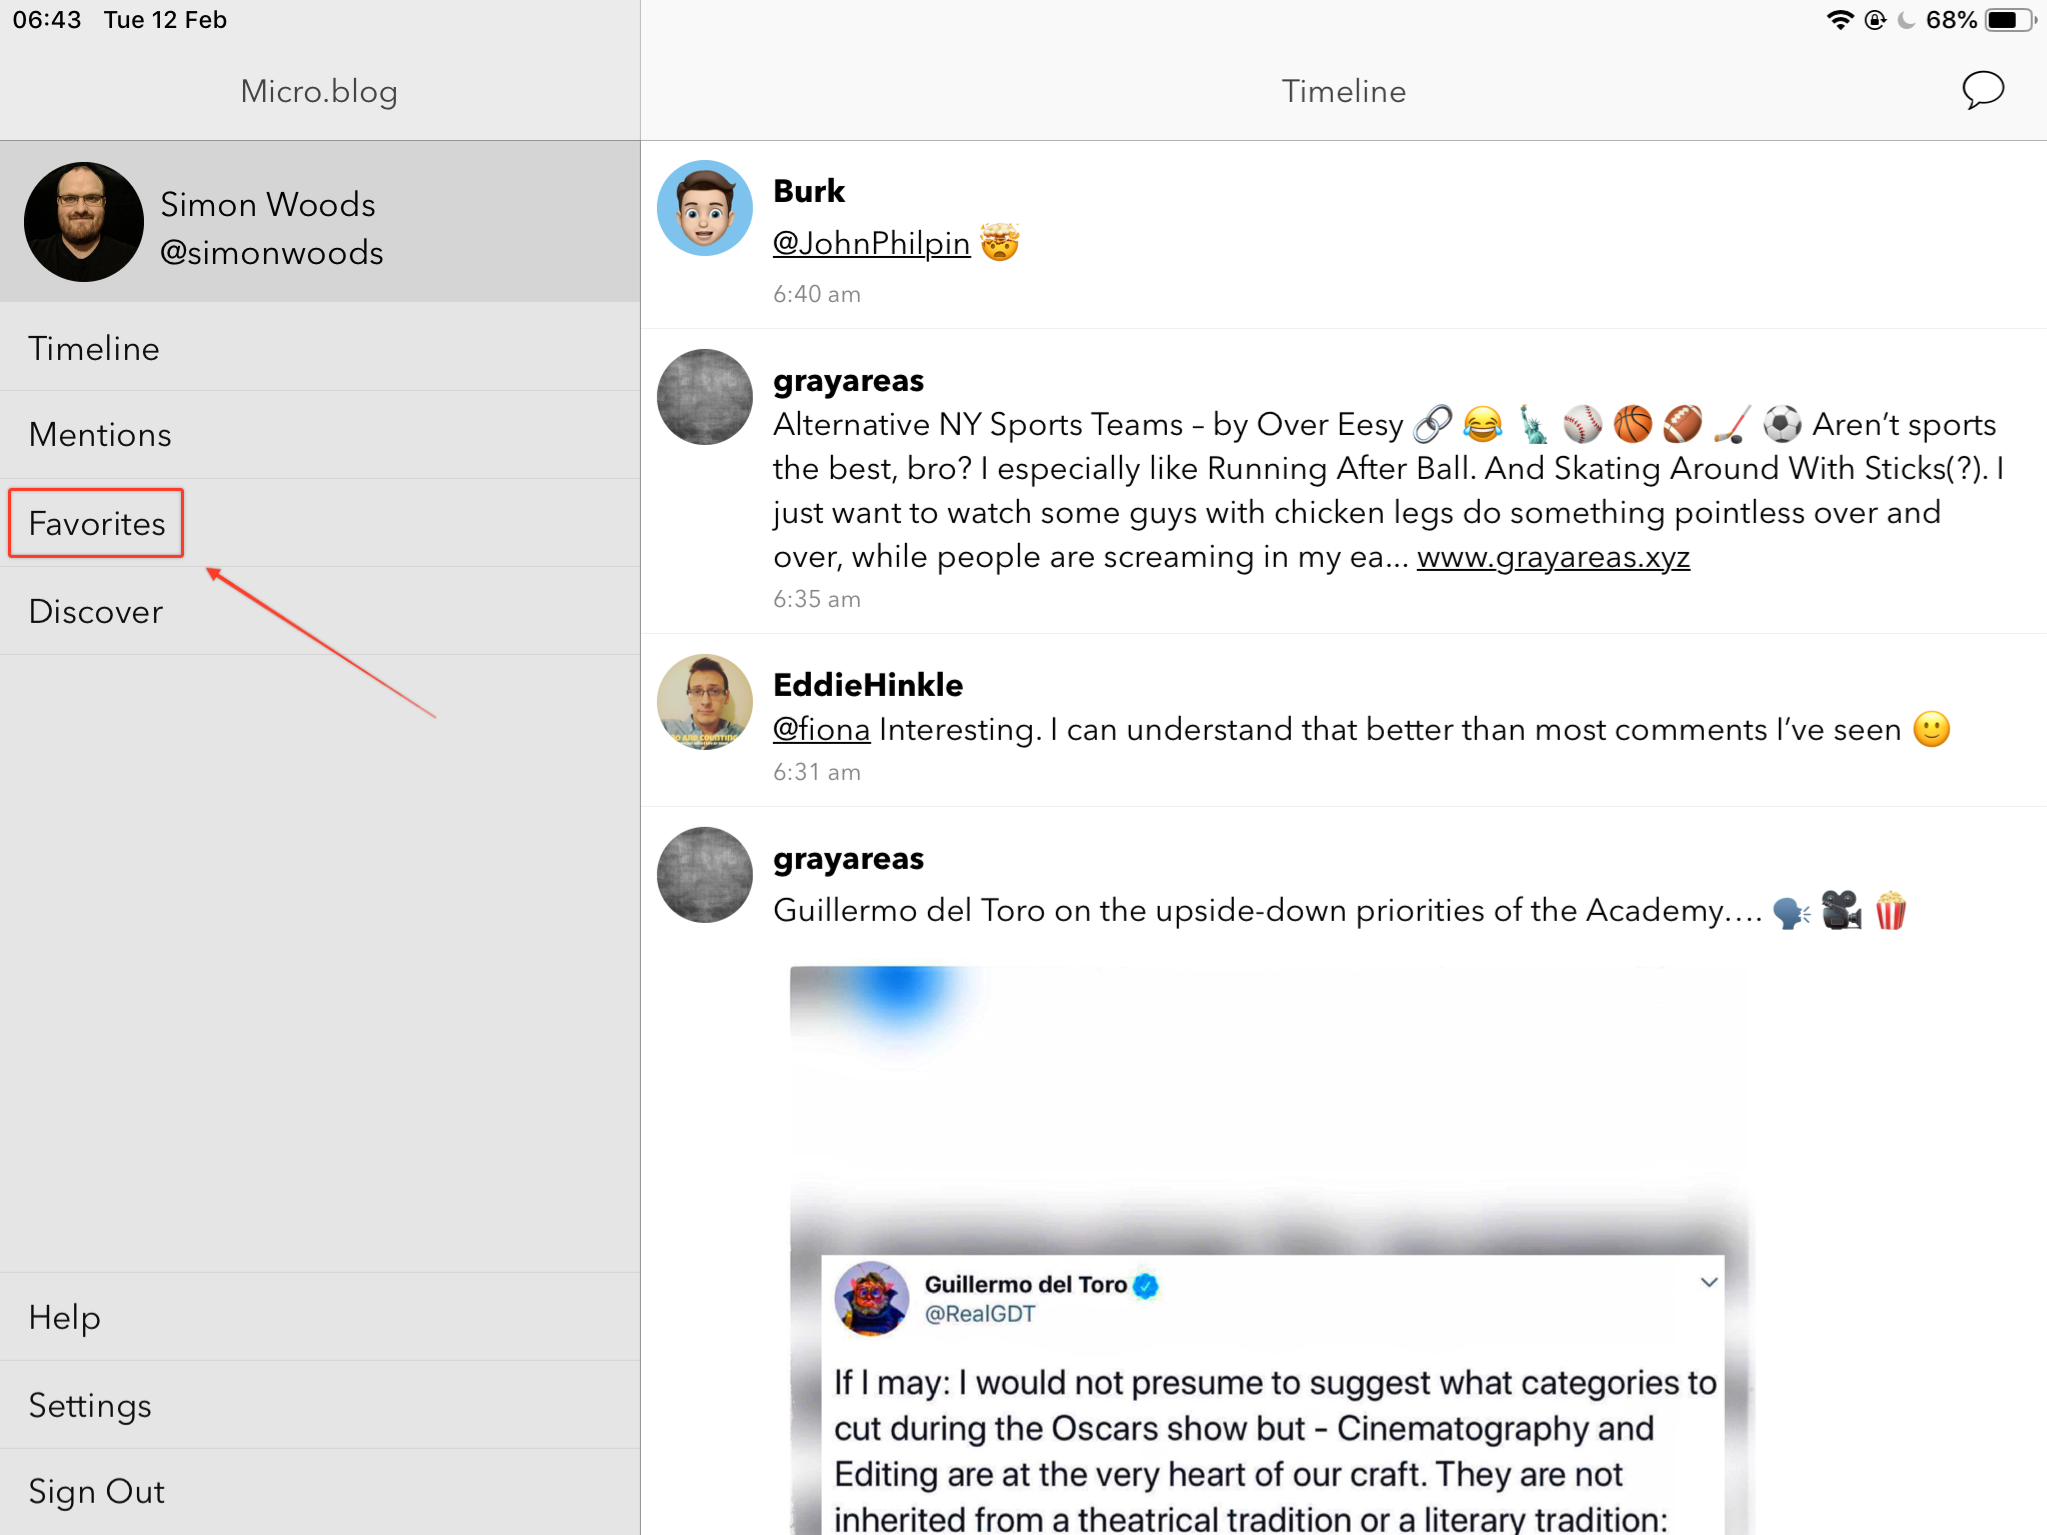 06:43 Tue 12 Feb
68%
Micro.blog
Simon Woods
@simonwoods
Timeline
Mentions
Favorites
Discover
Help
Settings
Sign Out
Timeline
Burk
@JohnPhilpin 🤯
6:40 am
grayareas
Alternative NY Sports Teams – by Over Eesy 🔗 😂 🗽 ⚾ 🏀 🏈 🏒 ⚽ Aren’t sports
the best, bro? I especially like Running After Ball. And Skating Around With Sticks(?). I
just want to watch some guys with chicken legs do something pointless over and
over, while people are screaming in my ea... www.grayareas.xyz
6:35 am
EddieHinkle
@fiona Interesting. I can understand that better than most comments I’ve seen 🙂
6:31 am
grayareas
Guillermo del Toro on the upside-down priorities of the Academy…. 🗣 🎥 🍿
Guillermo del Toro
@RealGDT
If I may: I would not presume to suggest what categories to
cut during the Oscars show but - Cinematography and
Editing are at the very heart of our craft. They are not
inherited from a theatrical tradition or a literary tradition: